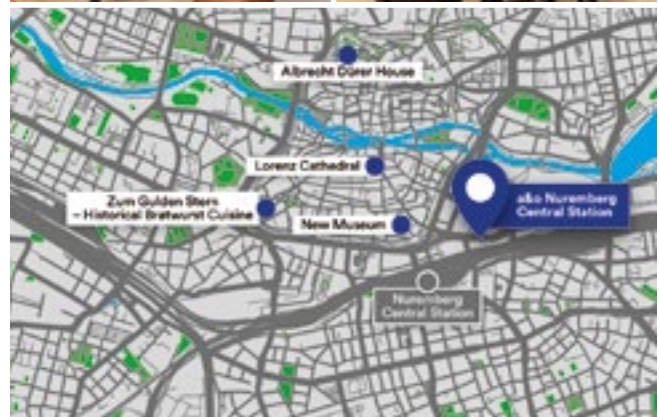 Albrecht Dürer House
Lorenz Cathedral
Zum Gulden Stern
– Historical Bratwurst Cuisine
New Museum
a&o Nuremberg
Central Station
Nuremberg
Central Station